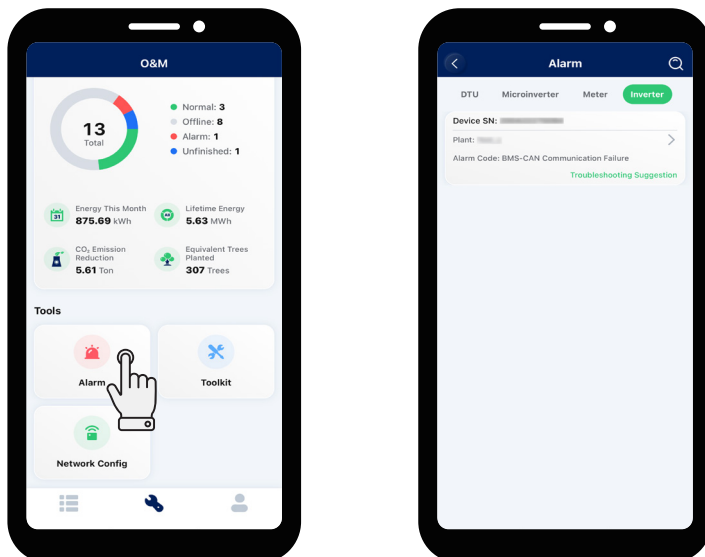 O&M
13
Total
Normal: 3
Offline: 8
Alarm: 1
Unfinished: 1
31
Energy This Month
875.69 kWh
Lifetime Energy
5.63 MWh
CO₂ Emission
Reduction
5.61 Ton
Equivalent Trees
Planted
307 Trees
Tools
Alarm
Toolkit
Network Config
Alarm
DTU Microinverter Meter Inverter
Device SN:
Plant:
Alarm Code: BMS-CAN Communication Failure
Troubleshooting Suggestion